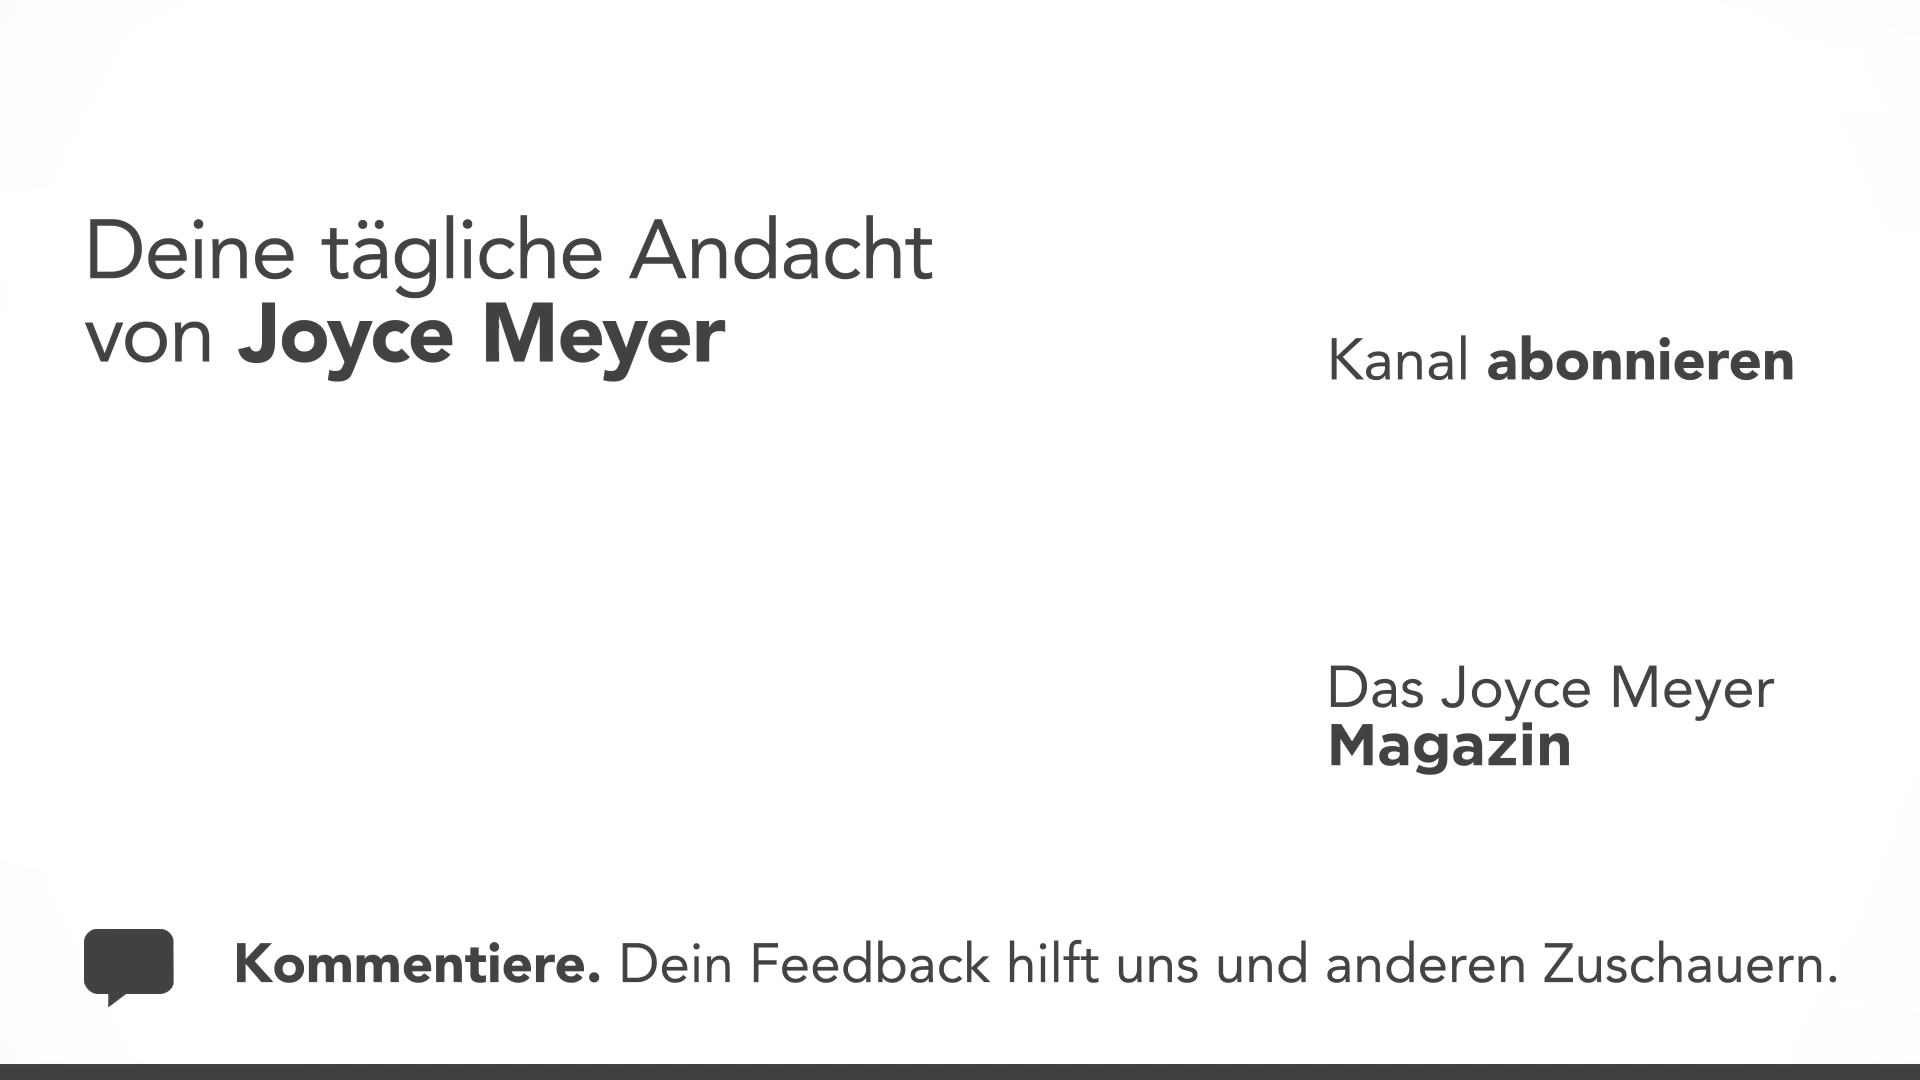 Deine tägliche Andacht
von Joyce Meyer
Kanal abonnieren
Das Joyce Meyer
Magazin
Kommentiere. Dein Feedback hilft uns und anderen Zuschauern.